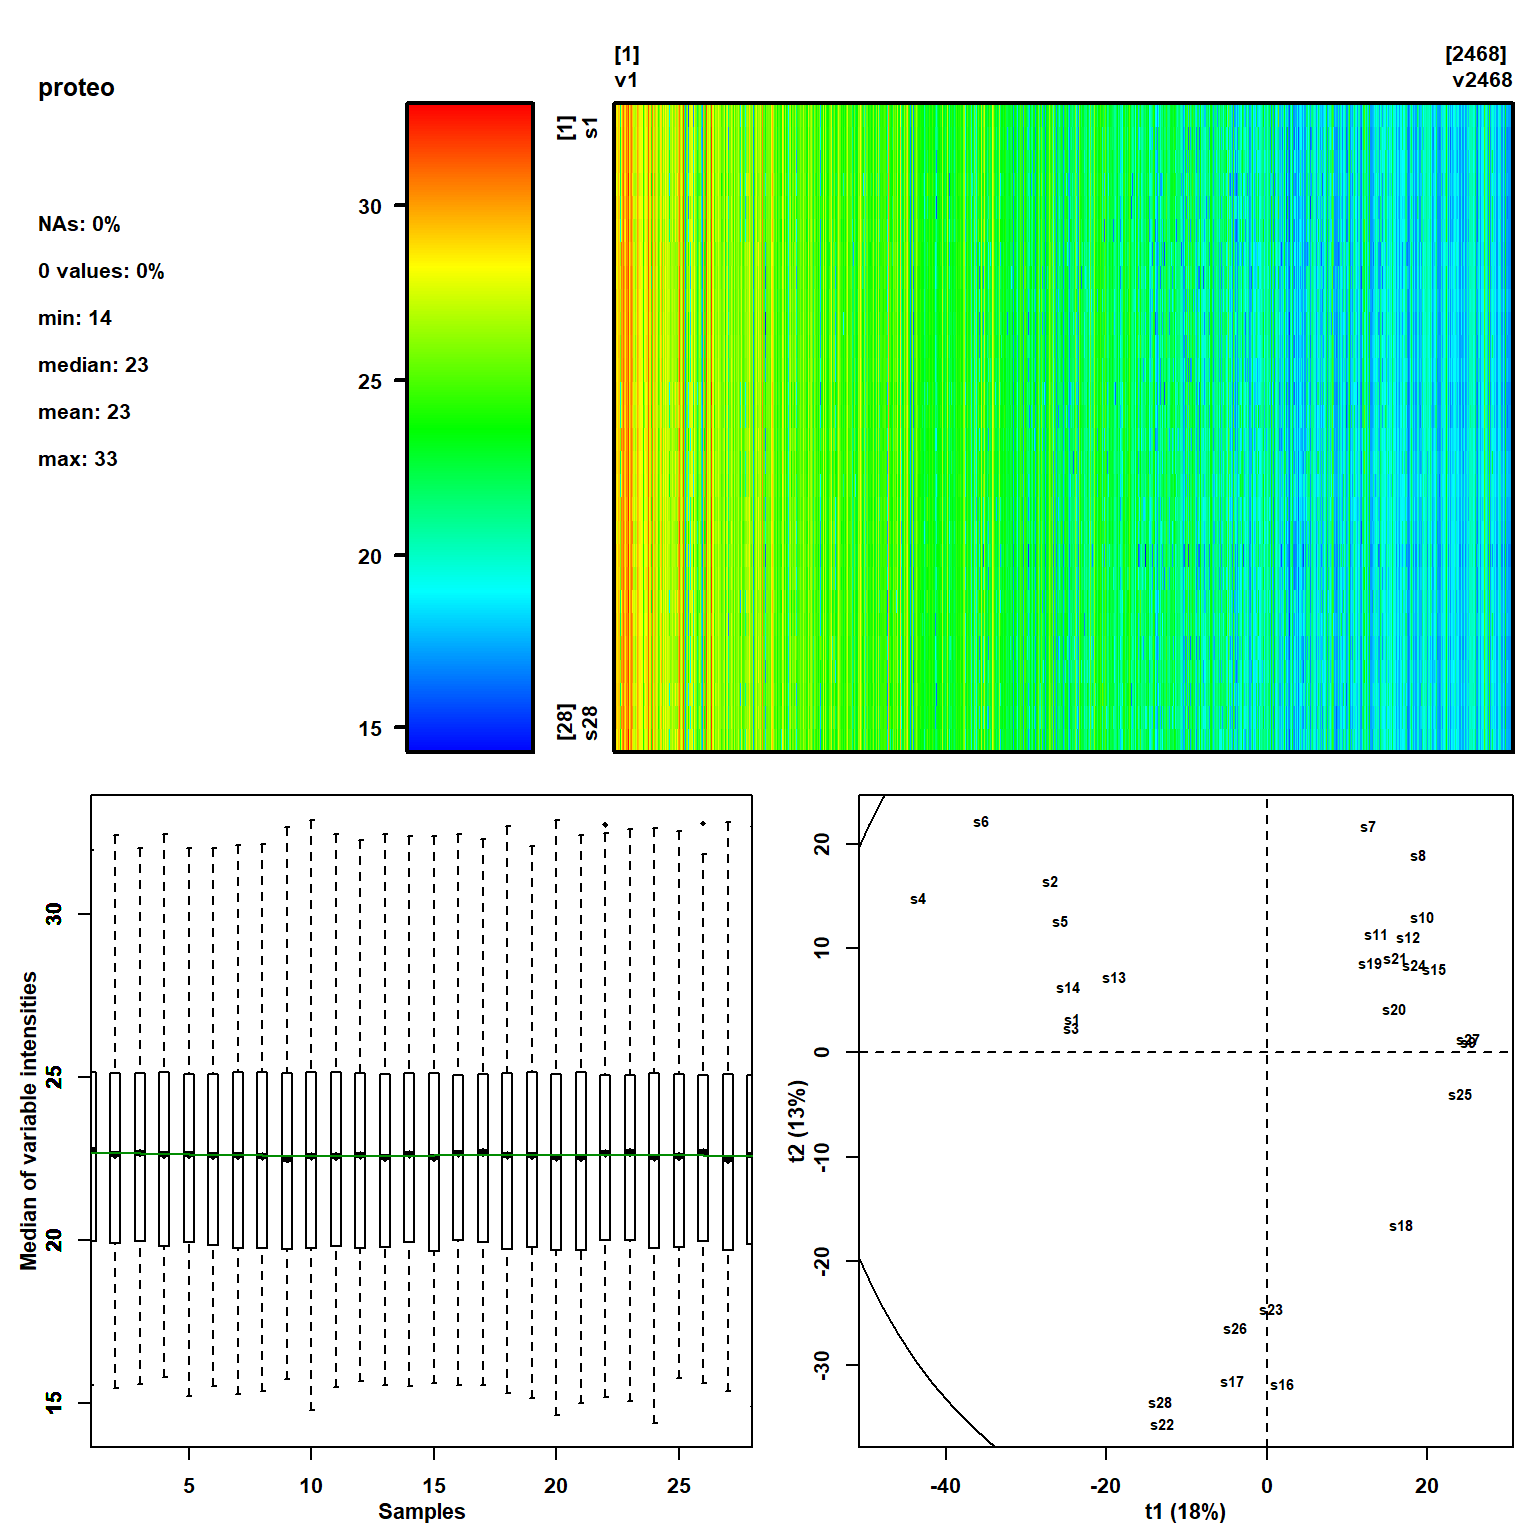 proteo
NAs: 0%
0 values: 0%
min: 14
median: 23
mean: 23
max: 33
30
25
20
15
[1]
v1
[2468]
v2468
[1]
s1
[28]
s28
Median of variable intensities
30
25
20
15
5
10
15
20
25
Samples
t2 (13%)
20
10
0
-10
-20
-30
s6
s7
s8
s2
s4
s5
s10
s11
s12
s19
s21
s24
s15
s13
s14
s20
s1
s3
s27
s25
s18
s23
s26
s17
s16
s28
s22
-40
-20
0
20
t1 (18%)